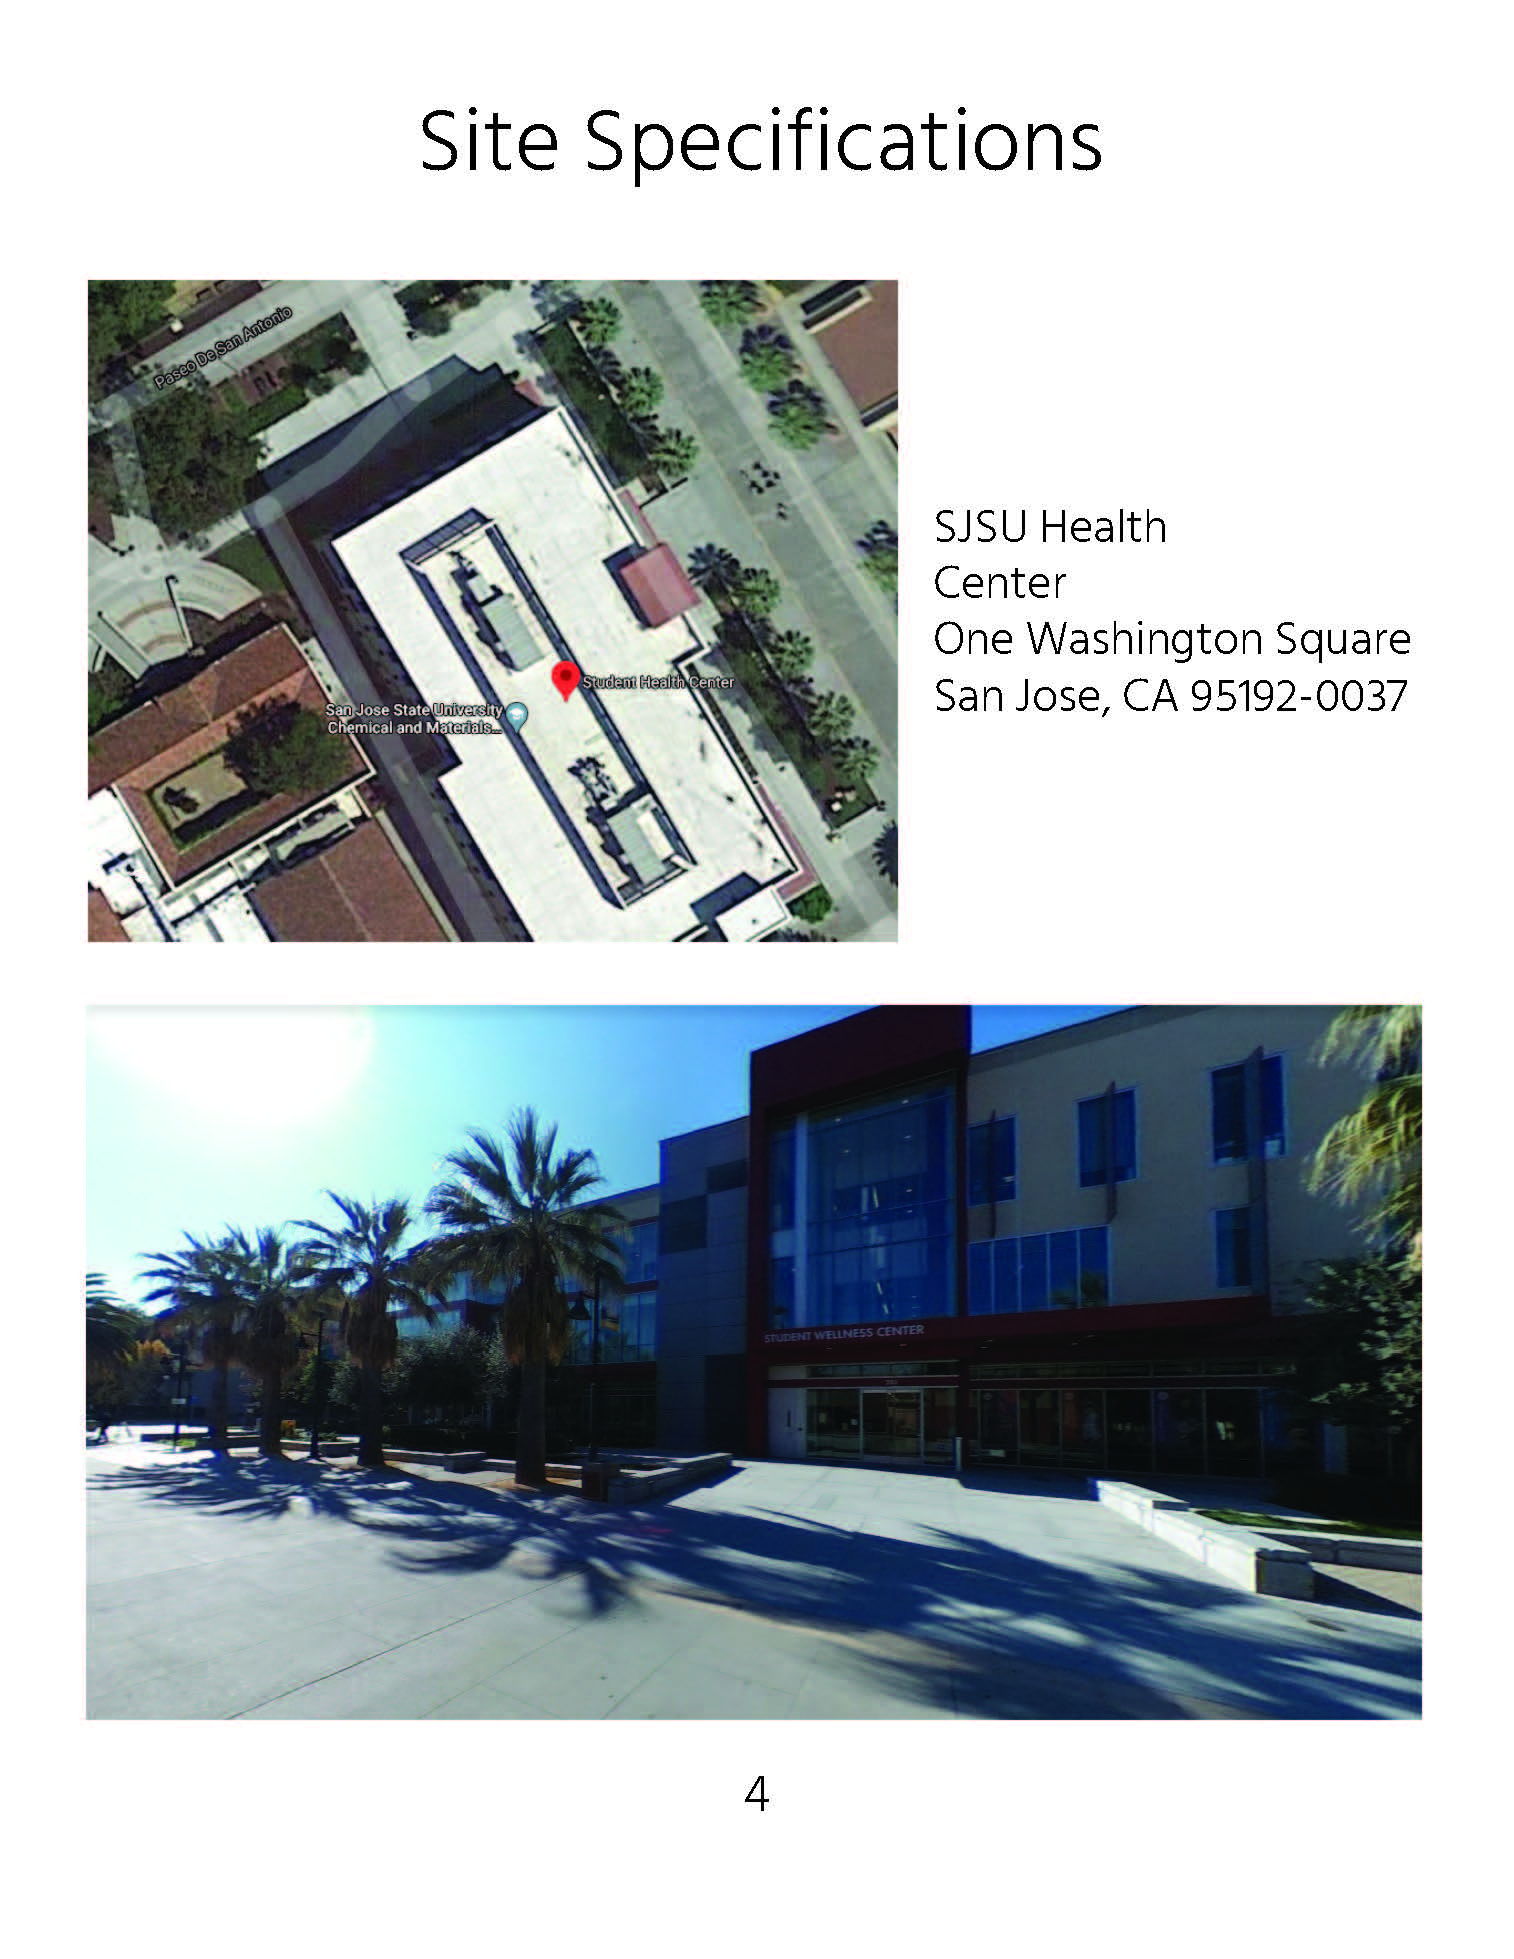 Site Specifications
Paseo De San Antonio
Student Health Center
San Jose State University
Chemical and Materials...
SJSU Health
Center
One Washington Square
San Jose, CA 95192-0037
STUDENT WELLNESS CENTER
4